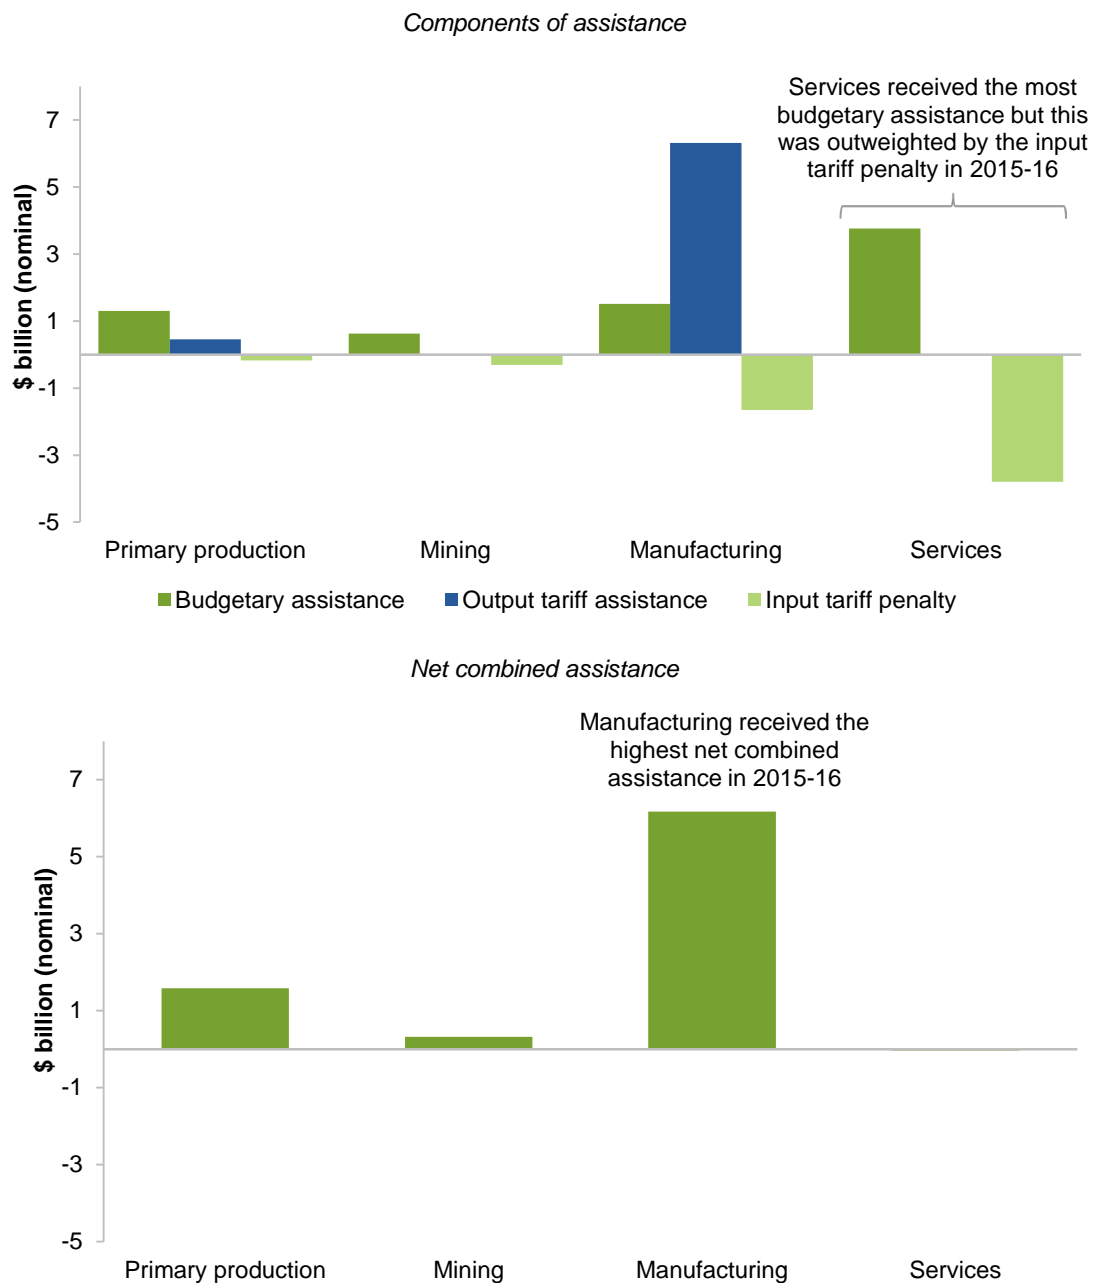 Components of assistance
Services received the most
budgetary assistance but this
was outweighted by the input
tariff penalty in 2015-16
$ billion (nominal)
7
5
3
1
-1
-3
-5
Primary production
Mining
Manufacturing
Services
Budgetary assistance
Output tariff assistance
Input tariff penalty
Net combined assistance
Manufacturing received the
highest net combined
assistance in 2015-16
$ billion (nominal)
7
5
3
1
-1
-3
-5
Primary production
Mining
Manufacturing
Services